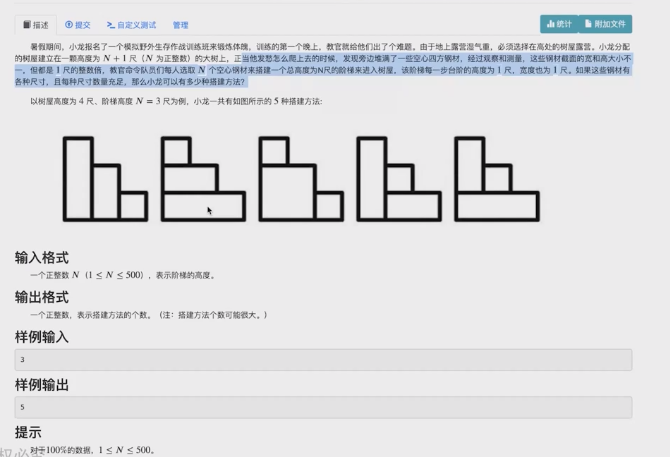 描述
提交
自定义测试
管理
统计
附加文件
暑假期间，小龙报名了一个模拟野外生存作战训练班来锻炼体魄，训练的第一个晚上，教官就给他们出了个难题。由于地上露营湿气重，必须选择在高处的树屋露营。小龙分配
的树屋建立在一颗高度为 N + 1 尺（N 为正整数）的大树上，正当他发愁怎么爬上去的时候，发现旁边堆满了一些空心四方钢材，经过观察和测量，这些钢材截面的宽和高大小不
一，但都是 1 尺的整数倍，教官命令队员们每人选取 N 个空心钢材来搭建一个总高度为N尺的阶梯来进入树屋，该阶梯每一步台阶的高度为 1 尺，宽度也为 1 尺。如果这些钢材有
各种尺寸，且每种尺寸数量充足，那么小龙可以有多少种搭建方法?
以树屋高度为 4 尺、阶梯高度 N = 3 尺为例，小龙一共有如图所示的 5 种搭建方法:
输入格式
一个正整数 N（1 ≤ N ≤ 500），表示阶梯的高度。
输出格式
一个正整数，表示搭建方法的个数。（注：搭建方法个数可能很大。）
样例输入
3
样例输出
5
提示
对于100%的数据，1 ≤ N ≤ 500。